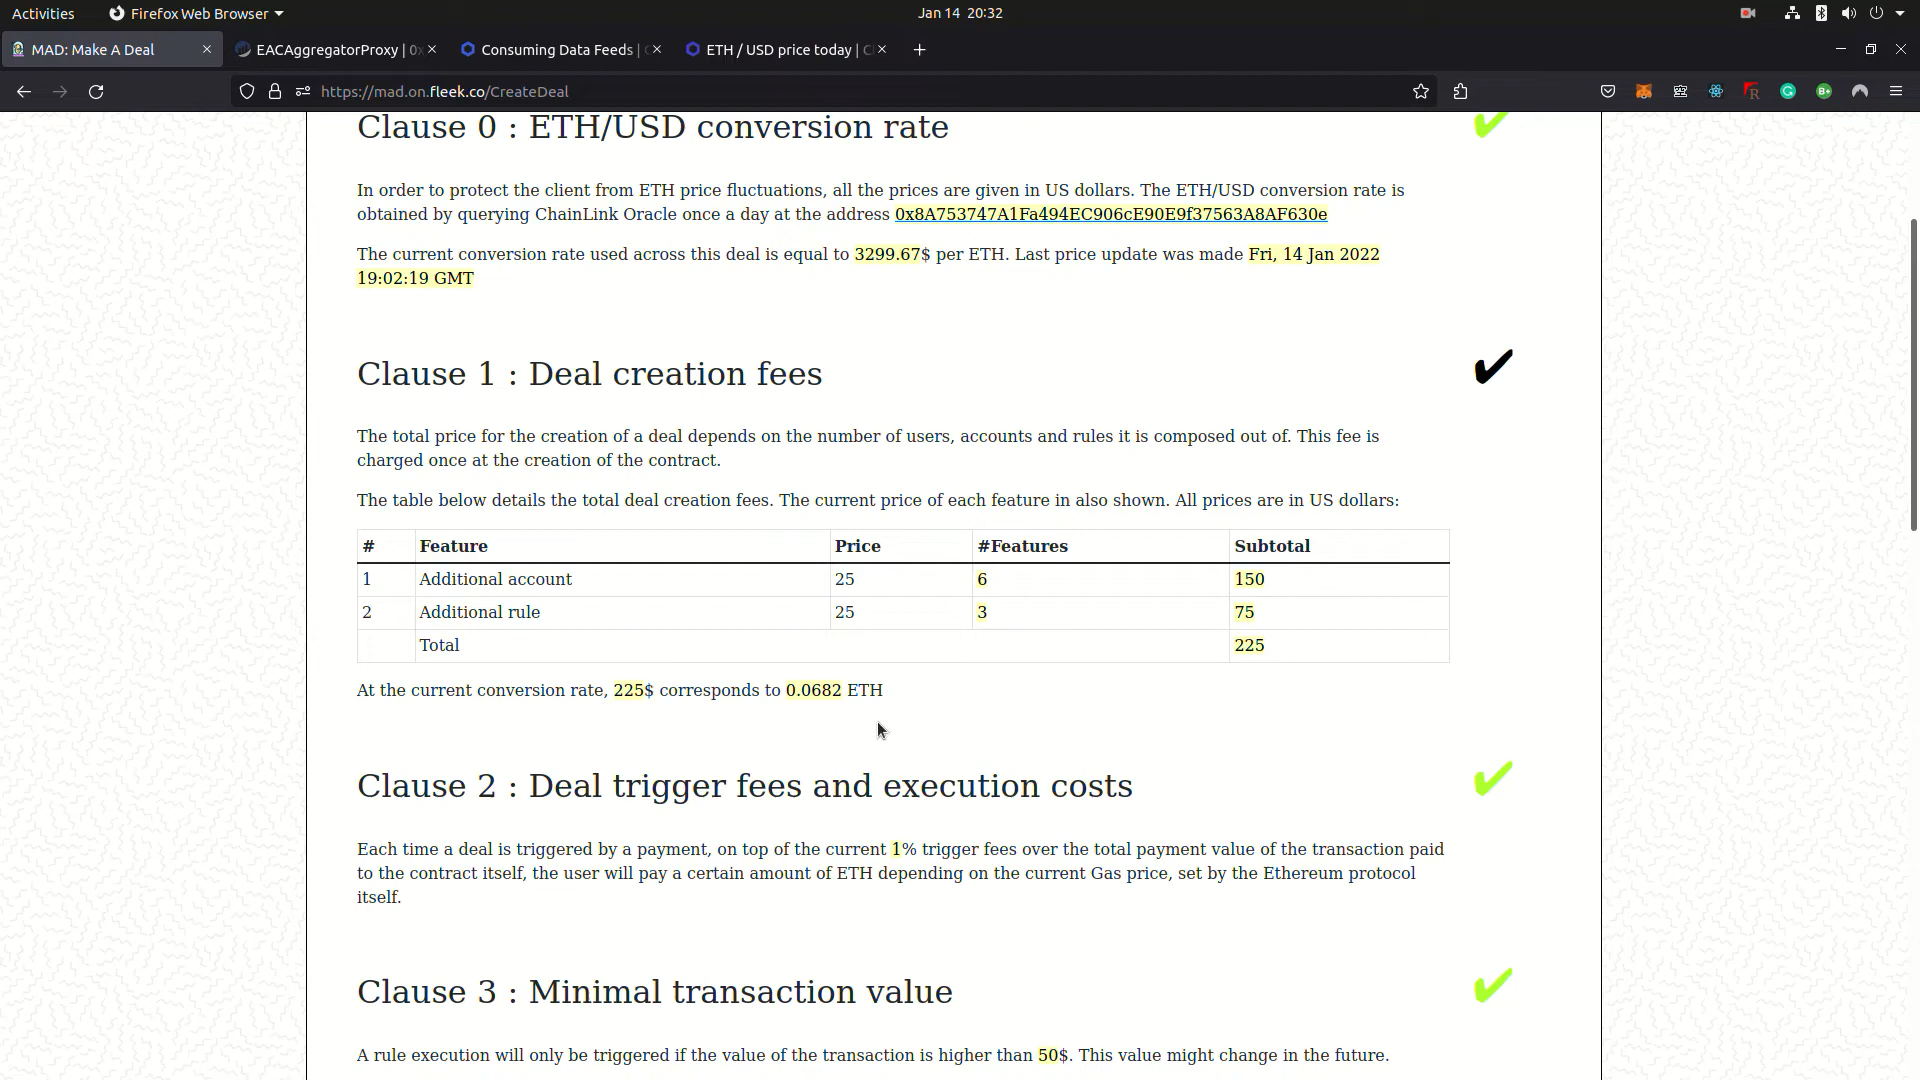 Activities
Firefox Web Browser
Jan 14 20:32
MAD: Make A Deal
EACAggregatorProxy | 0x
Consuming Data Feeds |
ETH / USD price today |
https://mad.on.fleek.co/CreateDeal
Clause 0 : ETH/USD conversion rate
In order to protect the client from ETH price fluctuations, all the prices are given in US dollars. The ETH/USD conversion rate is
obtained by querying ChainLink Oracle once a day at the address 0x8A753747A1Fa494EC906cE90E9f37563A8AF630e
The current conversion rate used across this deal is equal to 3299.67$ per ETH. Last price update was made Fri, 14 Jan 2022
19:02:19 GMT
Clause 1 : Deal creation fees
The total price for the creation of a deal depends on the number of users, accounts and rules it is composed out of. This fee is
charged once at the creation of the contract.
The table below details the total deal creation fees. The current price of each feature in also shown. All prices are in US dollars:
# Feature Price #Features Subtotal
1 Additional account 25 6 150
2 Additional rule 25 3 75
Total 225
At the current conversion rate, 225$ corresponds to 0.0682 ETH
Clause 2 : Deal trigger fees and execution costs
Each time a deal is triggered by a payment, on top of the current 1% trigger fees over the total payment value of the transaction paid
to the contract itself, the user will pay a certain amount of ETH depending on the current Gas price, set by the Ethereum protocol
itself.
Clause 3 : Minimal transaction value
A rule execution will only be triggered if the value of the transaction is higher than 50$. This value might change in the future.